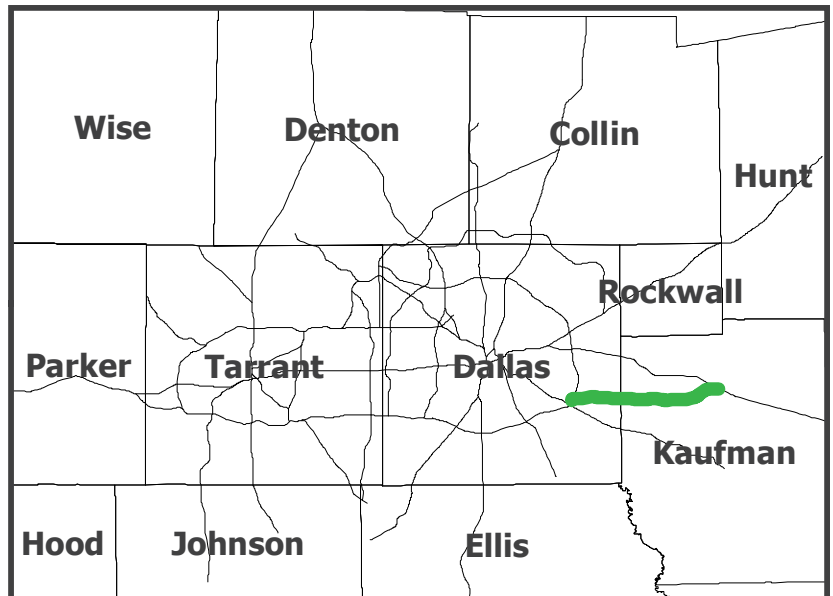 Wise
Denton
Collin
Hunt
Rockwall
Parker
Tarrant
Dallas
Kaufman
Hood
Johnson
Ellis